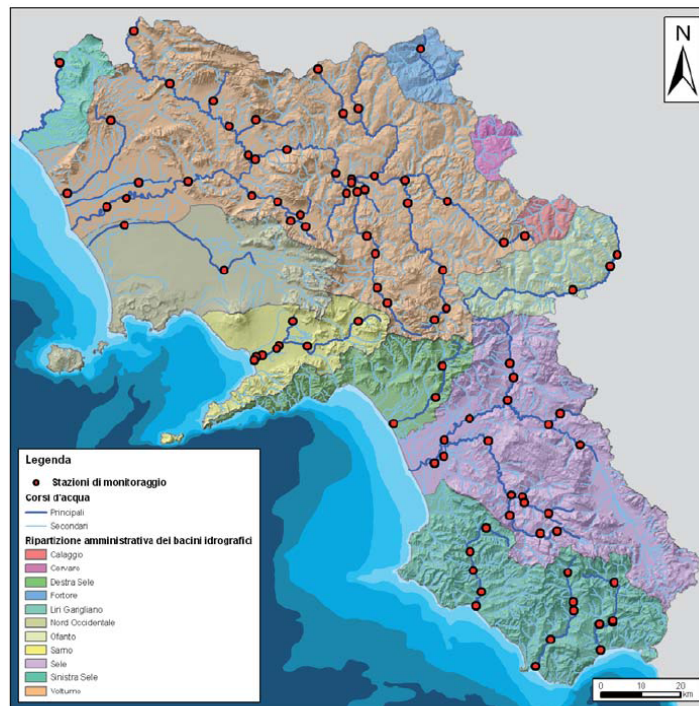 N
Legenda
Stazioni di monitoraggio
Corsi d'acqua
Principali
Secondari
Ripartizione amministrativa dei bacini idrografici
Calaggio
Cervaro
Destra Sele
Fortore
Liri Garigliano
Nord Occidentale
Ofanto
Sarno
Sele
Sinistra Sele
Volturno
0 10 20
km